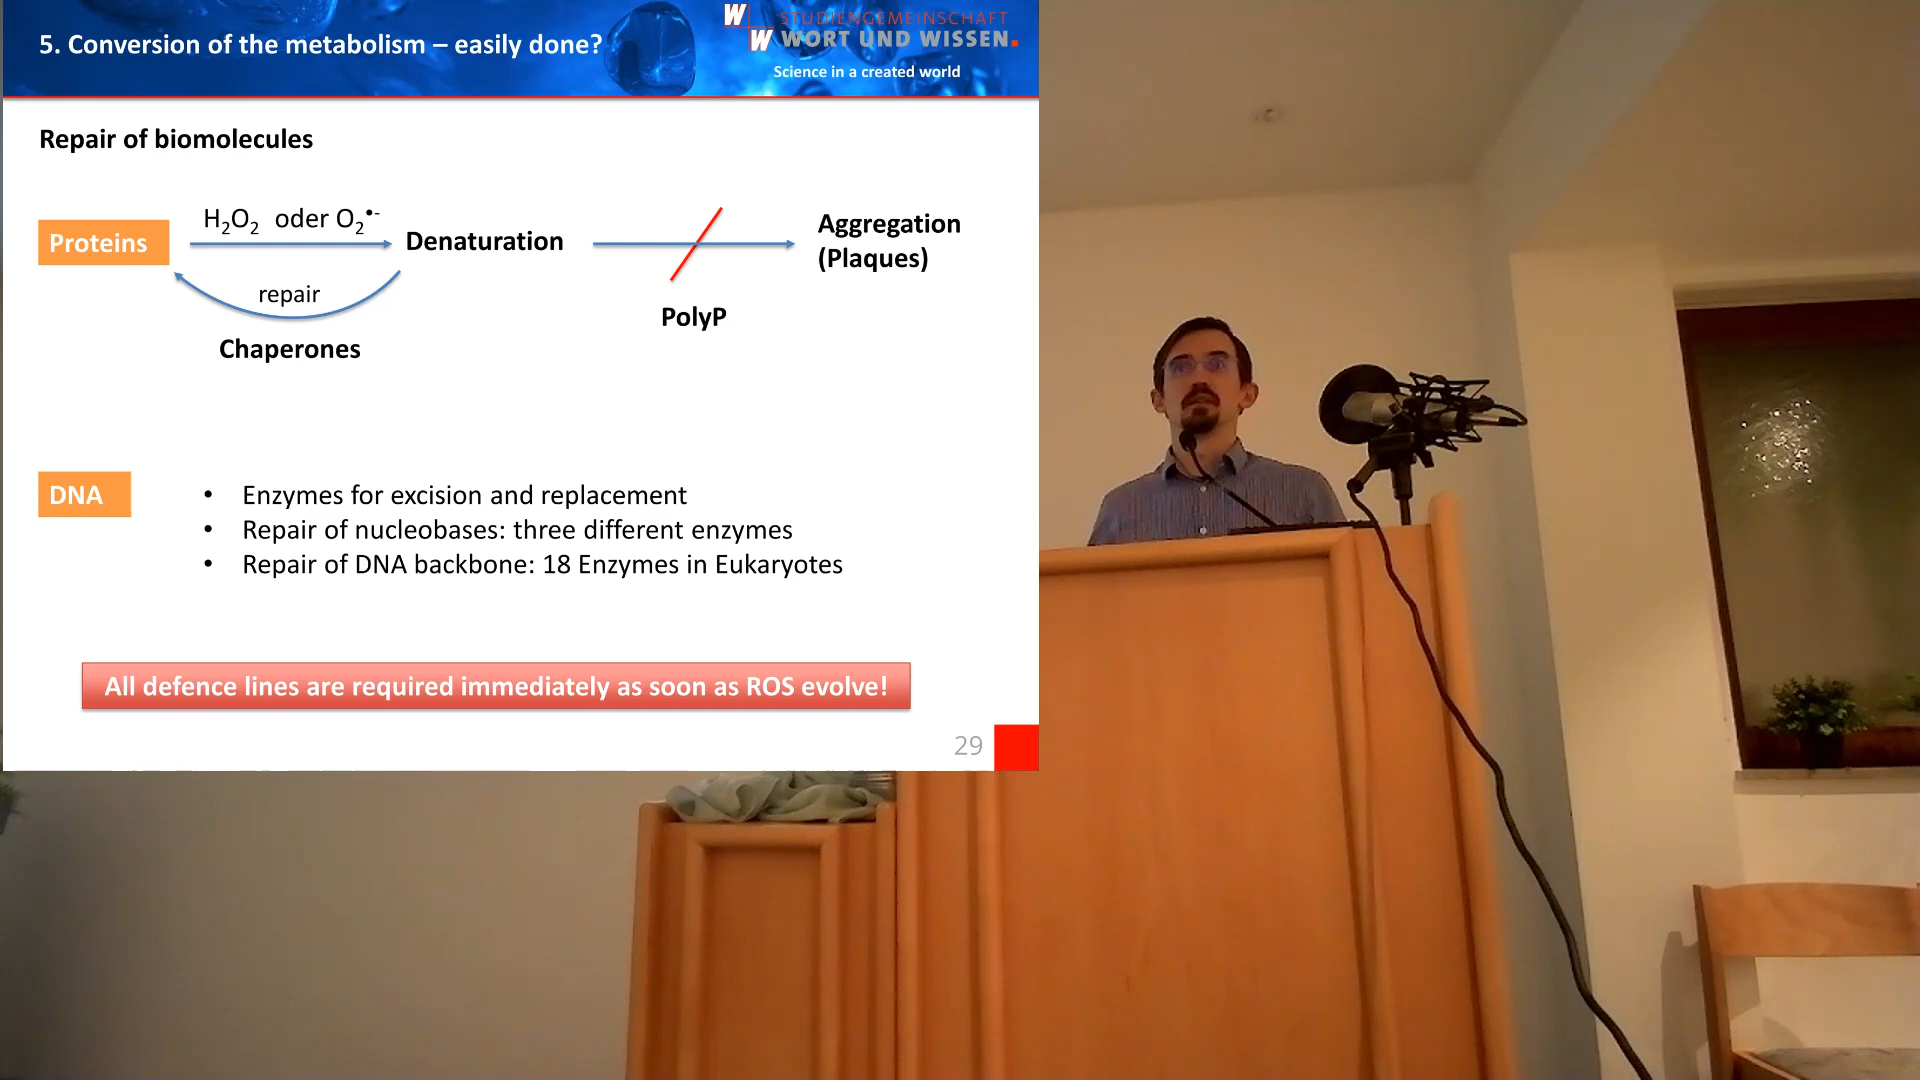 5. Conversion of the metabolism – easily done?
W
W
STUDIENGEMEINSCHAFT
WORT UND WISSEN.
Science in a created world
Repair of biomolecules
Proteins
H₂O₂ oder O₂•-
Denaturation
Aggregation
(Plaques)
repair
PolyP
Chaperones
DNA
• Enzymes for excision and replacement
• Repair of nucleobases: three different enzymes
• Repair of DNA backbone: 18 Enzymes in Eukaryotes
All defence lines are required immediately as soon as ROS evolve!
29